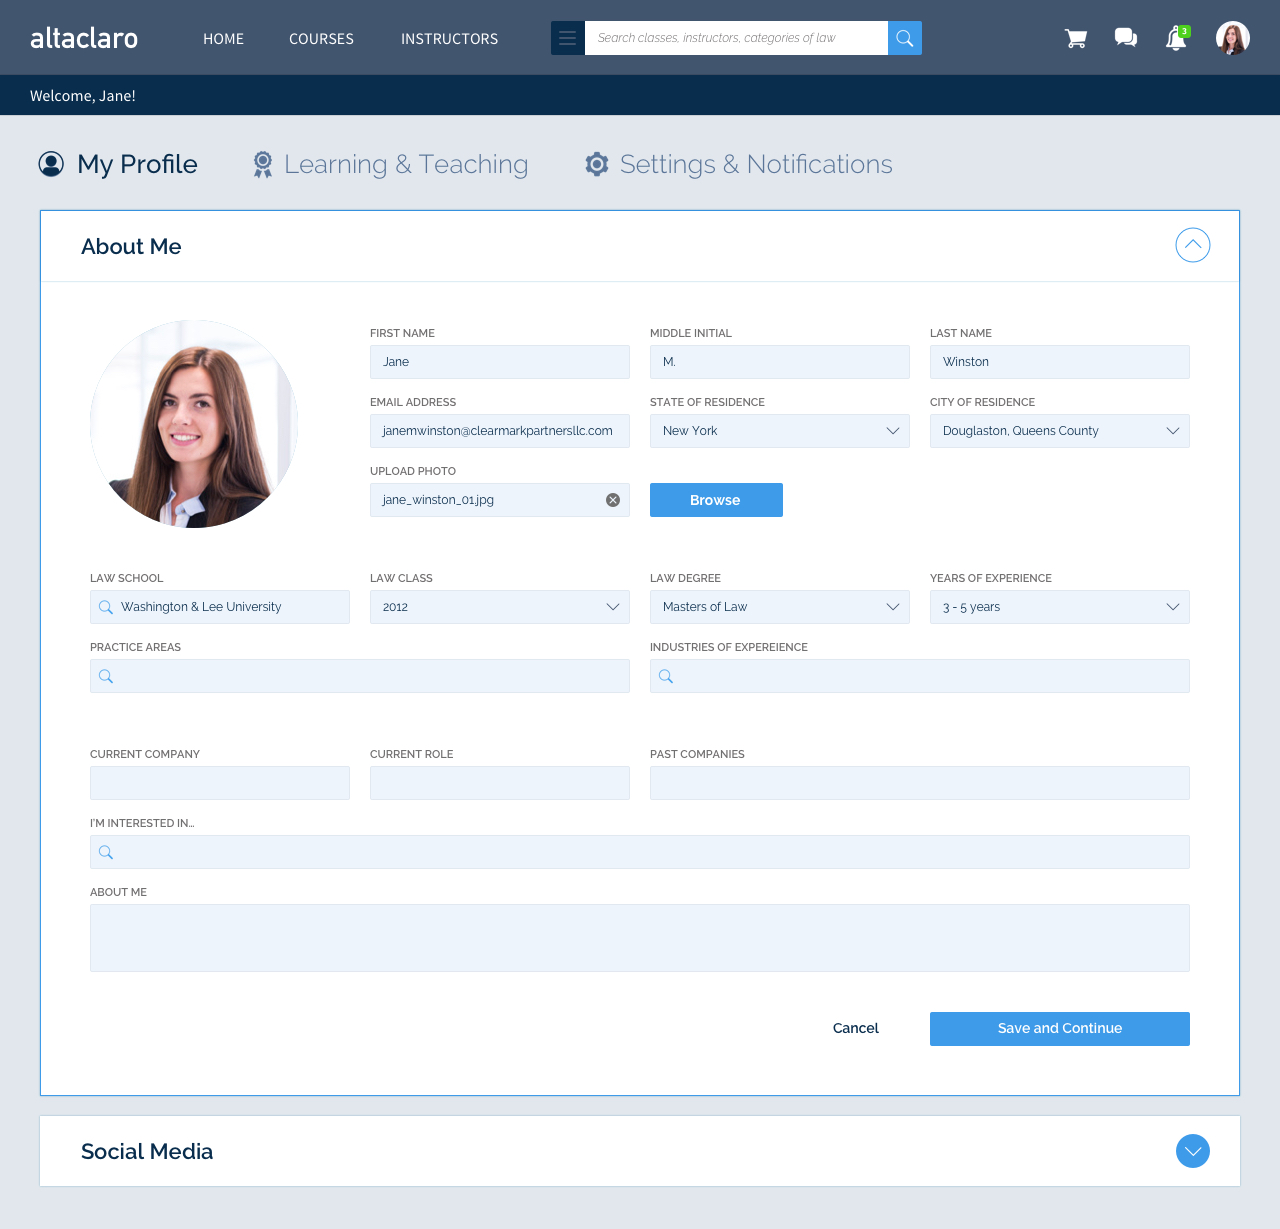 altaclaro HOME COURSES INSTRUCTORS Search classes, instructors, categories of law 3
Welcome, Jane!
My Profile Learning & Teaching Settings & Notifications
About Me
FIRST NAME MIDDLE INITIAL LAST NAME
Jane M. Winston
EMAIL ADDRESS STATE OF RESIDENCE CITY OF RESIDENCE
janemwinston@clearmarkpartnersllc.com New York Douglaston, Queens County
UPLOAD PHOTO
jane_winston_01.jpg Browse
LAW SCHOOL LAW CLASS LAW DEGREE YEARS OF EXPERIENCE
Washington & Lee University 2012 Masters of Law 3 - 5 years
PRACTICE AREAS INDUSTRIES OF EXPEREIENCE
CURRENT COMPANY CURRENT ROLE PAST COMPANIES
I'M INTERESTED IN...
ABOUT ME
Cancel Save and Continue
Social Media